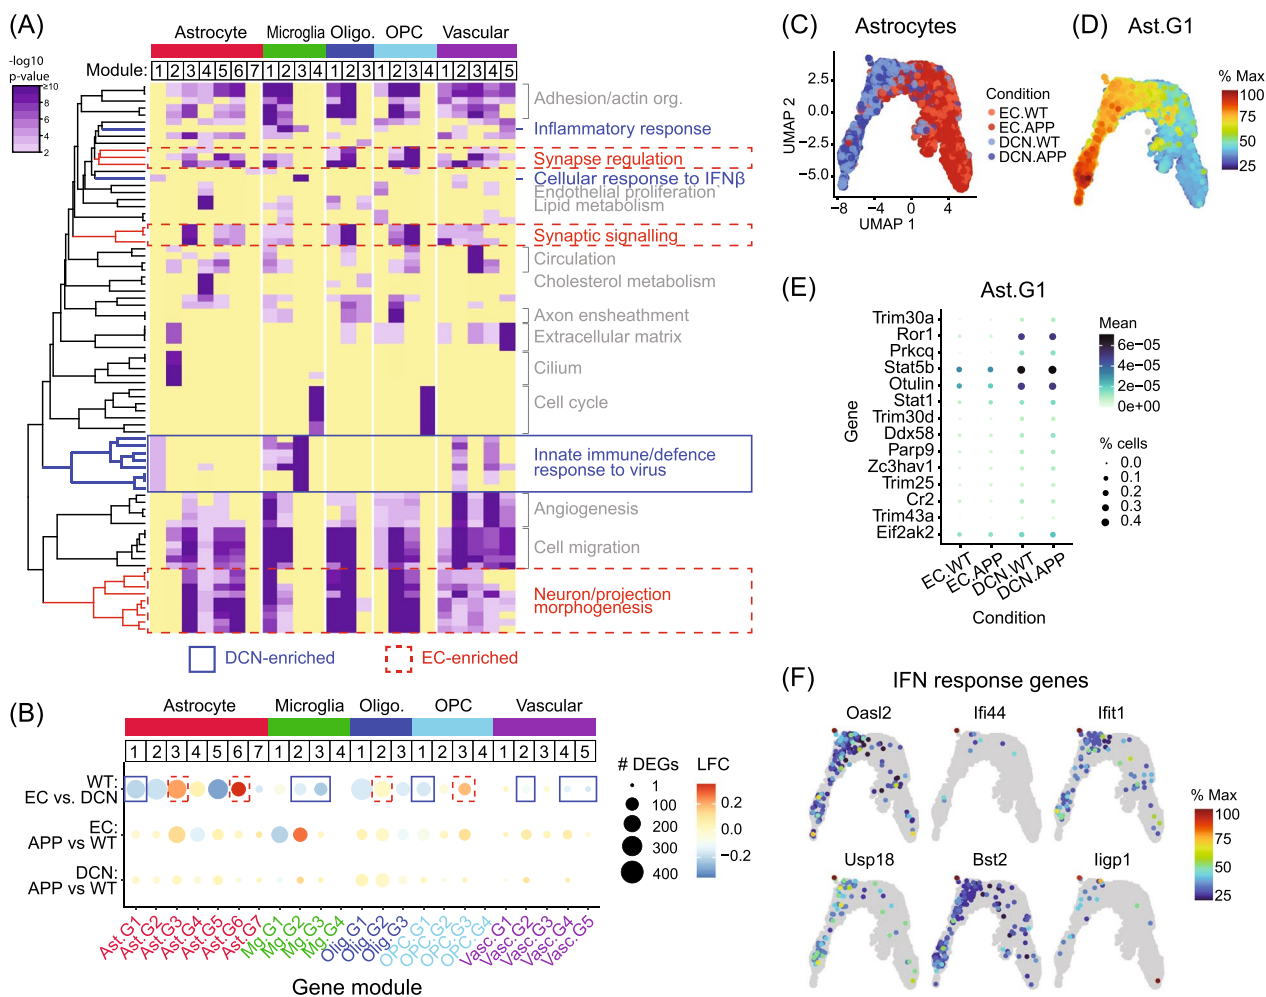 (A)
Astrocyte Microglia Oligo. OPC Vascular
-log10
p-value
Module: 1 2 3 4 5 6 7 1 2 3 4 1 2 3 1 2 3 4 1 2 3 4 5
≥10
8
6
4
2
Adhesion/actin org.
Inflammatory response
Synapse regulation
Cellular response to IFNβ
Endothelial proliferation
Lipid metabolism
Synaptic signalling
Circulation
Cholesterol metabolism
Axon ensheathment
Extracellular matrix
Cilium
Cell cycle
Innate immune/defence
response to virus
Angiogenesis
Cell migration
Neuron/projection
morphogenesis
DCN-enriched
EC-enriched
(B)
Astrocyte Microglia Oligo. OPC Vascular
1 2 3 4 5 6 7 1 2 3 4 1 2 3 1 2 3 4 1 2 3 4 5
WT:
EC vs. DCN
EC:
APP vs WT
DCN:
APP vs WT
Ast.G1 Ast.G2 Ast.G3 Ast.G4 Ast.G5 Ast.G6 Ast.G7 Mg.G1 Mg.G2 Mg.G3 Mg.G4 Olig.G1 Olig.G2 Olig.G3 OPC.G1 OPC.G2 OPC.G3 OPC.G4 Vasc.G1 Vasc.G2 Vasc.G3 Vasc.G4 Vasc.G5
Gene module
# DEGs
1
100
200
300
400
LFC
0.2
0.0
−0.2
(C)
Astrocytes
UMAP 2
2.5
0.0
−2.5
−5.0
−8 −4 0 4
UMAP 1
Condition
EC.WT
EC.APP
DCN.WT
DCN.APP
(D)
Ast.G1
% Max
100
75
50
25
(E)
Ast.G1
Gene
Trim30a
Ror1
Prkcq
Stat5b
Otulin
Stat1
Trim30d
Ddx58
Parp9
Zc3hav1
Trim25
Cr2
Trim43a
Eif2ak2
EC.WT EC.APP DCN.WT DCN.APP
Condition
Mean
6e−05
4e−05
2e−05
0e+00
% cells
0.0
0.1
0.2
0.3
0.4
(F)
IFN response genes
Oasl2 Ifi44 Ifit1
Usp18 Bst2 Iigp1
% Max
100
75
50
25